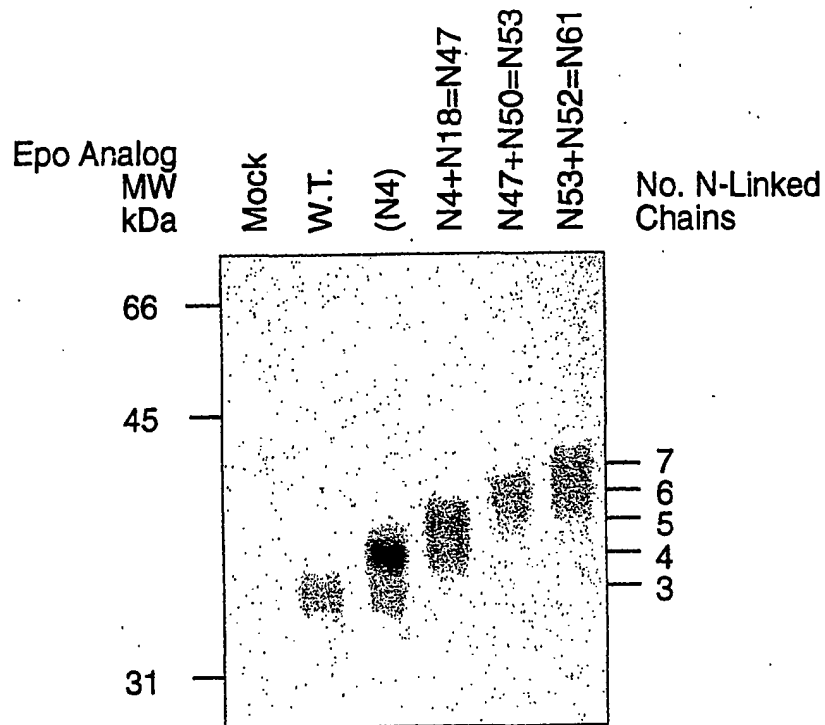 Epo Analog
MW
kDa
Mock
W.T.
(N4)
N4+N18=N47
N47+N50=N53
N53+N52=N61
No. N-Linked
Chains
66
45
31
7
6
5
4
3